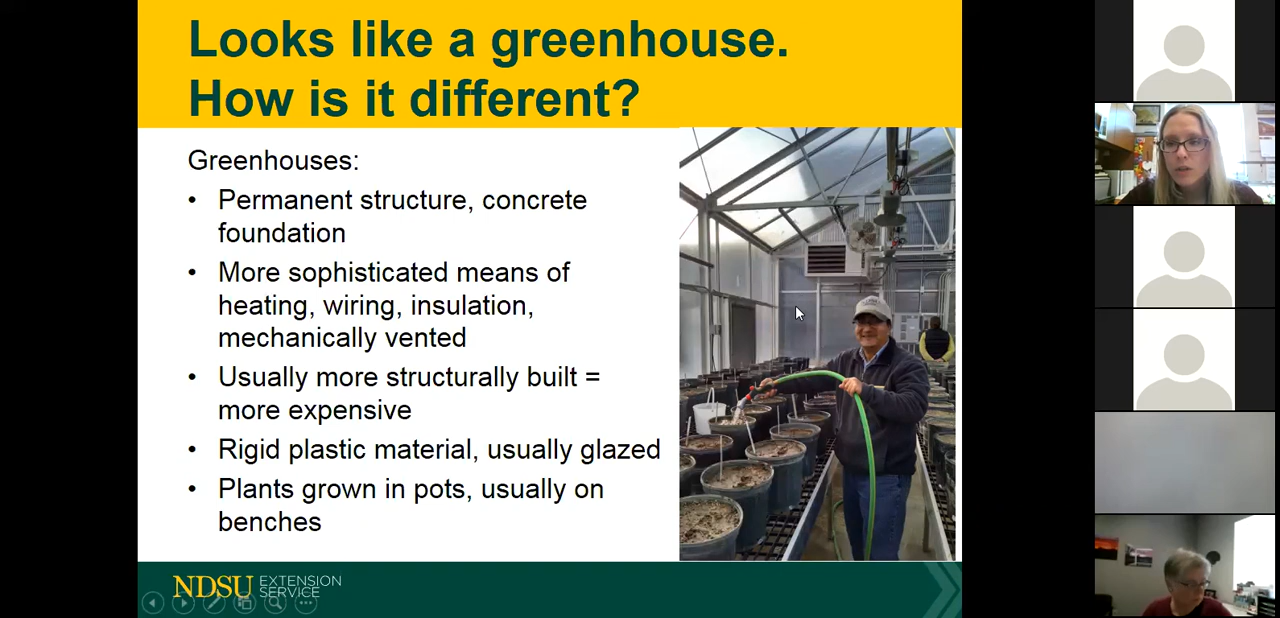 Looks like a greenhouse.
How is it different?
Greenhouses:
• Permanent structure, concrete
foundation
• More sophisticated means of
heating, wiring, insulation,
mechanically vented
• Usually more structurally built =
more expensive
• Rigid plastic material, usually glazed
• Plants grown in pots, usually on
benches
NDSU EXTENSION
SERVICE